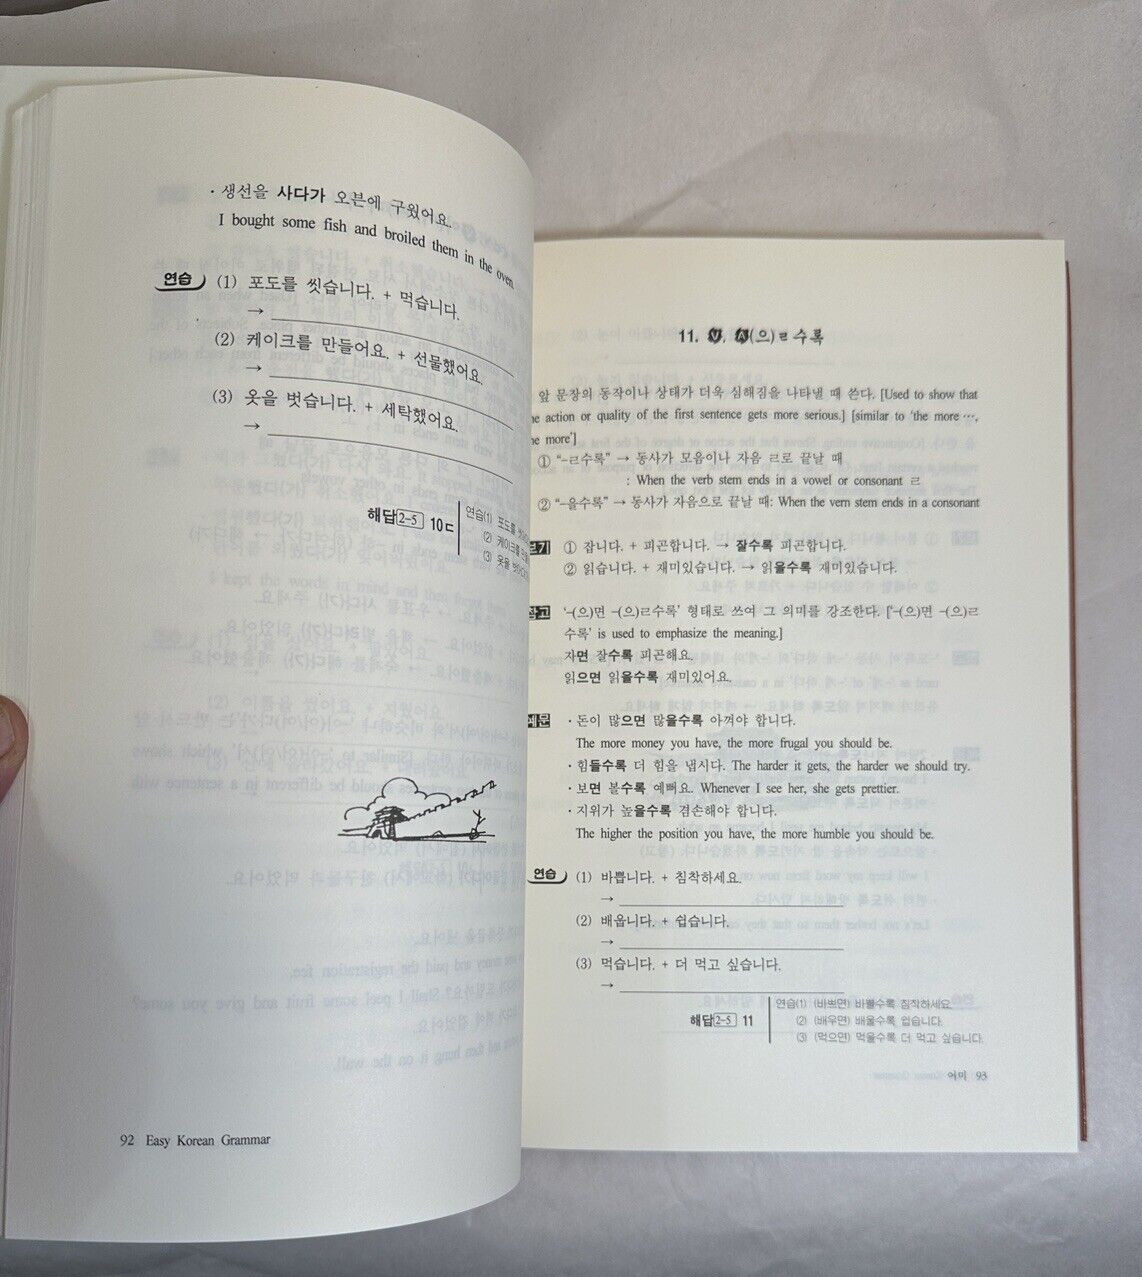 · 생선을 사다가 오븐에 구웠어요.
I bought some fish and broiled them in the oven.
연습 (1) 포도를 씻습니다. + 먹습니다.
→
(2) 케이크를 만들어요. + 선물했어요.
→
(3) 옷을 벗습니다. + 세탁했어요.
→
해답 2-5 10ㄷ
연습(1) 포도를
(2) 케이크를
(3) 옷을
92 Easy Korean Grammar
11. V, A(으)ㄹ수록
앞 문장의 동작이나 상태가 더욱 심해짐을 나타낼 때 쓴다. [Used to show that
action or quality of the first sentence gets more serious.] [similar to 'the more …,
more']
① "-ㄹ수록" → 동사가 모음이나 자음 ㄹ로 끝날 때
: When the verb stem ends in a vowel or consonant ㄹ
② "-을수록" → 동사가 자음으로 끝날 때: When the vern stem ends in a consonant
보기 ① 잡니다. + 피곤합니다. → 잘수록 피곤합니다.
② 읽습니다. + 재미있습니다. → 읽을수록 재미있습니다.
참고 '-(으)면 -(으)ㄹ수록' 형태로 쓰여 그 의미를 강조한다. ['-(으)면 -(으)ㄹ
수록' is used to emphasize the meaning.]
자면 잘수록 피곤해요.
읽으면 읽을수록 재미있어요.
예문 · 돈이 많으면 많을수록 아껴야 합니다.
The more money you have, the more frugal you should be.
· 힘들수록 더 힘을 냅시다. The harder it gets, the harder we should try.
· 보면 볼수록 예뻐요. Whenever I see her, she gets prettier.
· 지위가 높을수록 겸손해야 합니다.
The higher the position you have, the more humble you should be.
연습 (1) 바쁩니다. + 침착하세요.
→
(2) 배웁니다. + 쉽습니다.
→
(3) 먹습니다. + 더 먹고 싶습니다.
→
해답 2-5 11
연습(1) (바쁘면) 바쁠수록 침착하세요.
(2) (배우면) 배울수록 쉽습니다.
(3) (먹으면) 먹을수록 더 먹고 싶습니다.
어미 93